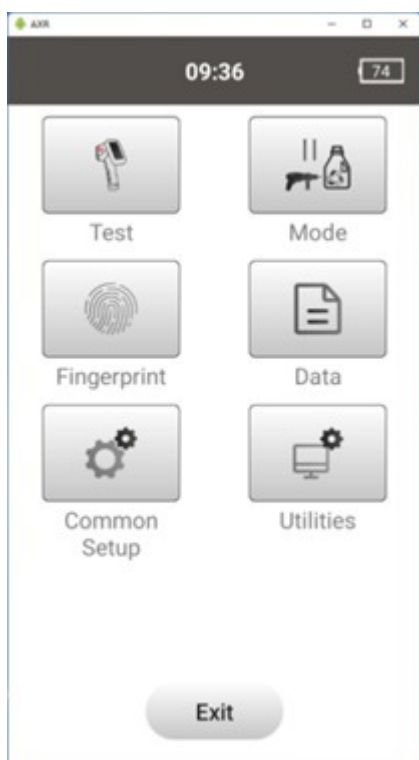 AXR
09:36
74
Test
Mode
Fingerprint
Data
Common
Setup
Utilities
Exit